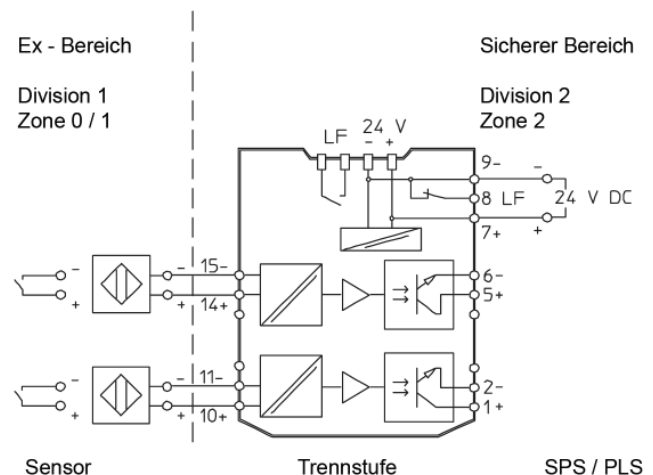 Ex - Bereich
Sicherer Bereich
Division 1
Zone 0 / 1
Division 2
Zone 2
LF 24 V
- +
9-
-
8 LF
24 V DC
7+
+
- - 15-
+ + 14+
6-
5+
- - 11-
+ + 10+
2-
1+
Sensor
Trennstufe
SPS / PLS